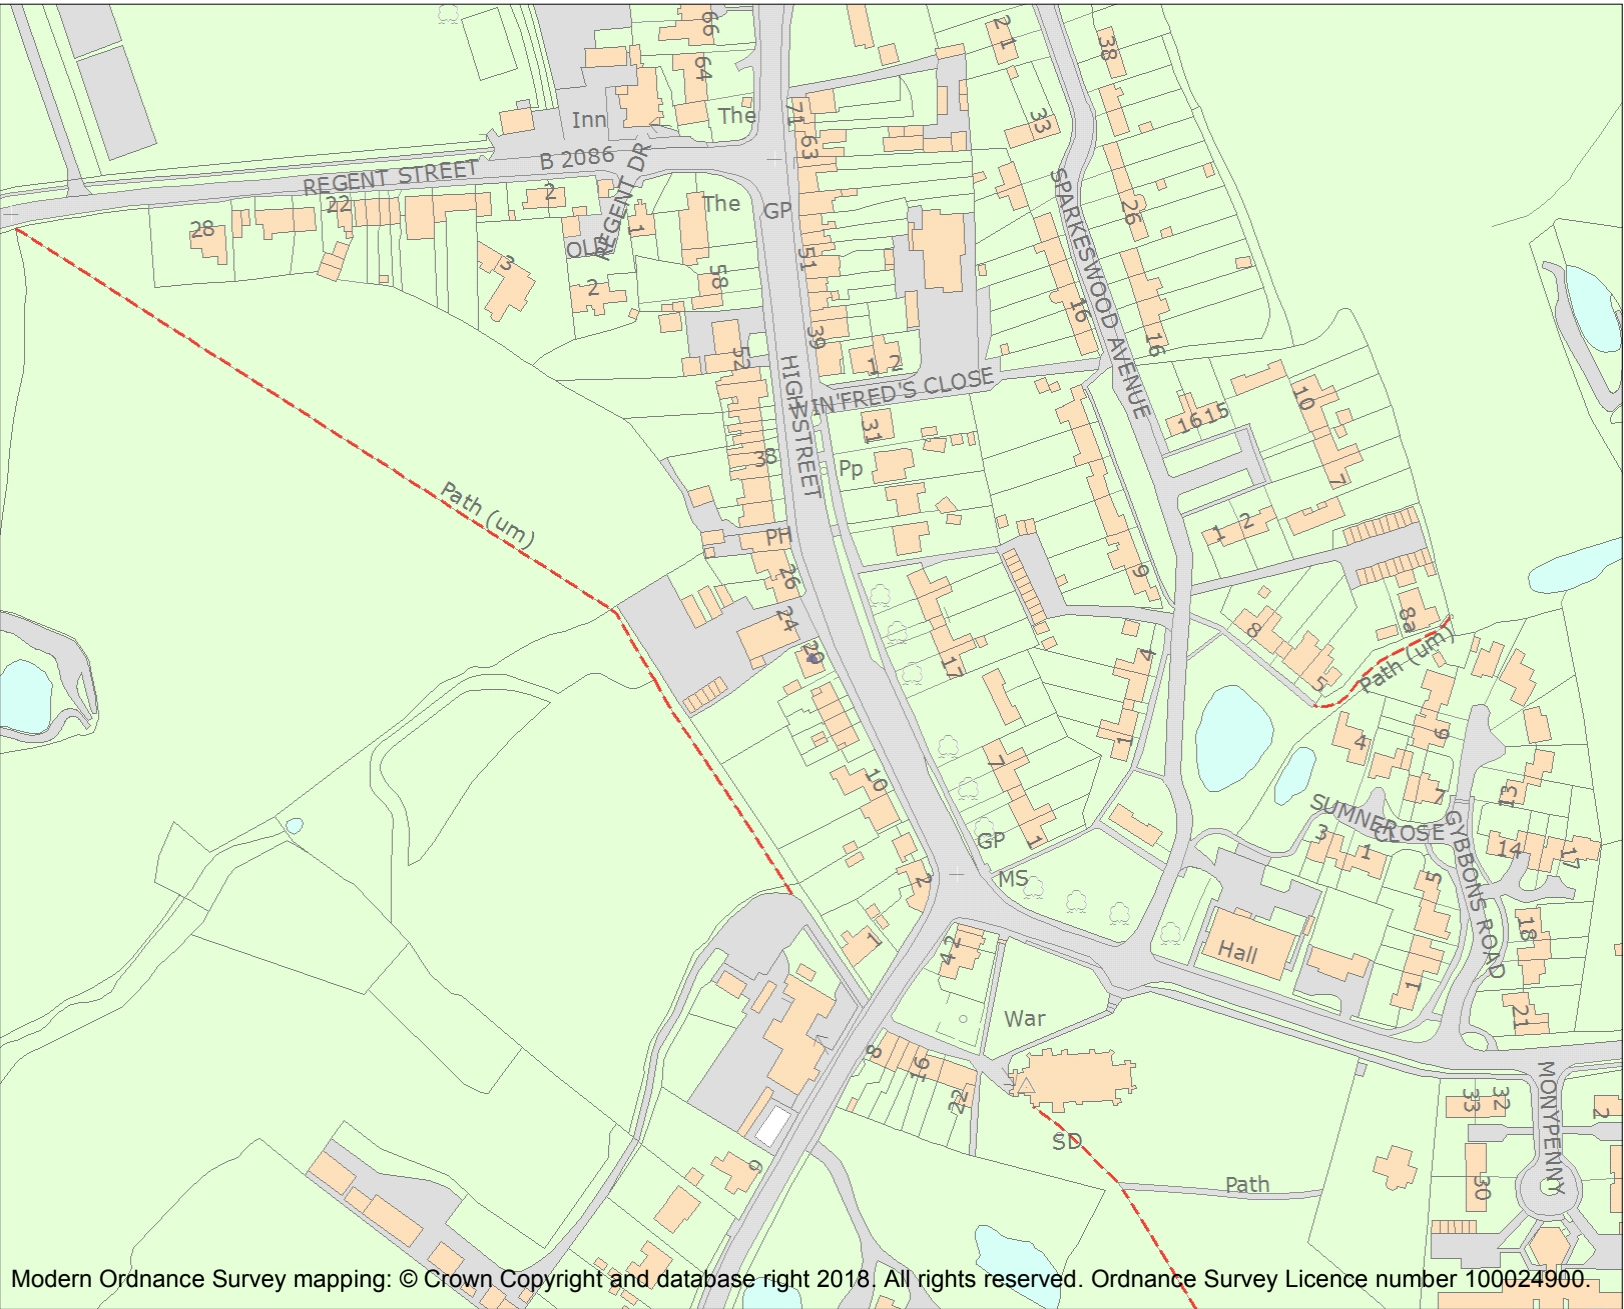 66
2 1
38
64
The
71
Inn
33
63
B 2086
REGENT STREET
REGENT DR
2
22
28
The
GP
26
1
OLD
51
3
58
2
SPARKESWOOD AVENUE
16
39
16
52
1 2
HIGH STREET
WIN'FRED'S CLOSE
10
16 15
31
38
Pp
7
Path (um)
1 2
PH
26
9
24
8a
8
20
17
4
Path (um)
5
1
4
6
7
10
7
13
SUMNER CLOSE
GYBBONS ROAD
3
1
GP
1
14
17
MS
2
5
18
Hall
4 2
1
1
War
21
8
16
22
MONYPENNY
33
32
2
SD
9
Path
30
Modern Ordnance Survey mapping: © Crown Copyright and database right 2018. All rights reserved. Ordnance Survey Licence number 100024900.